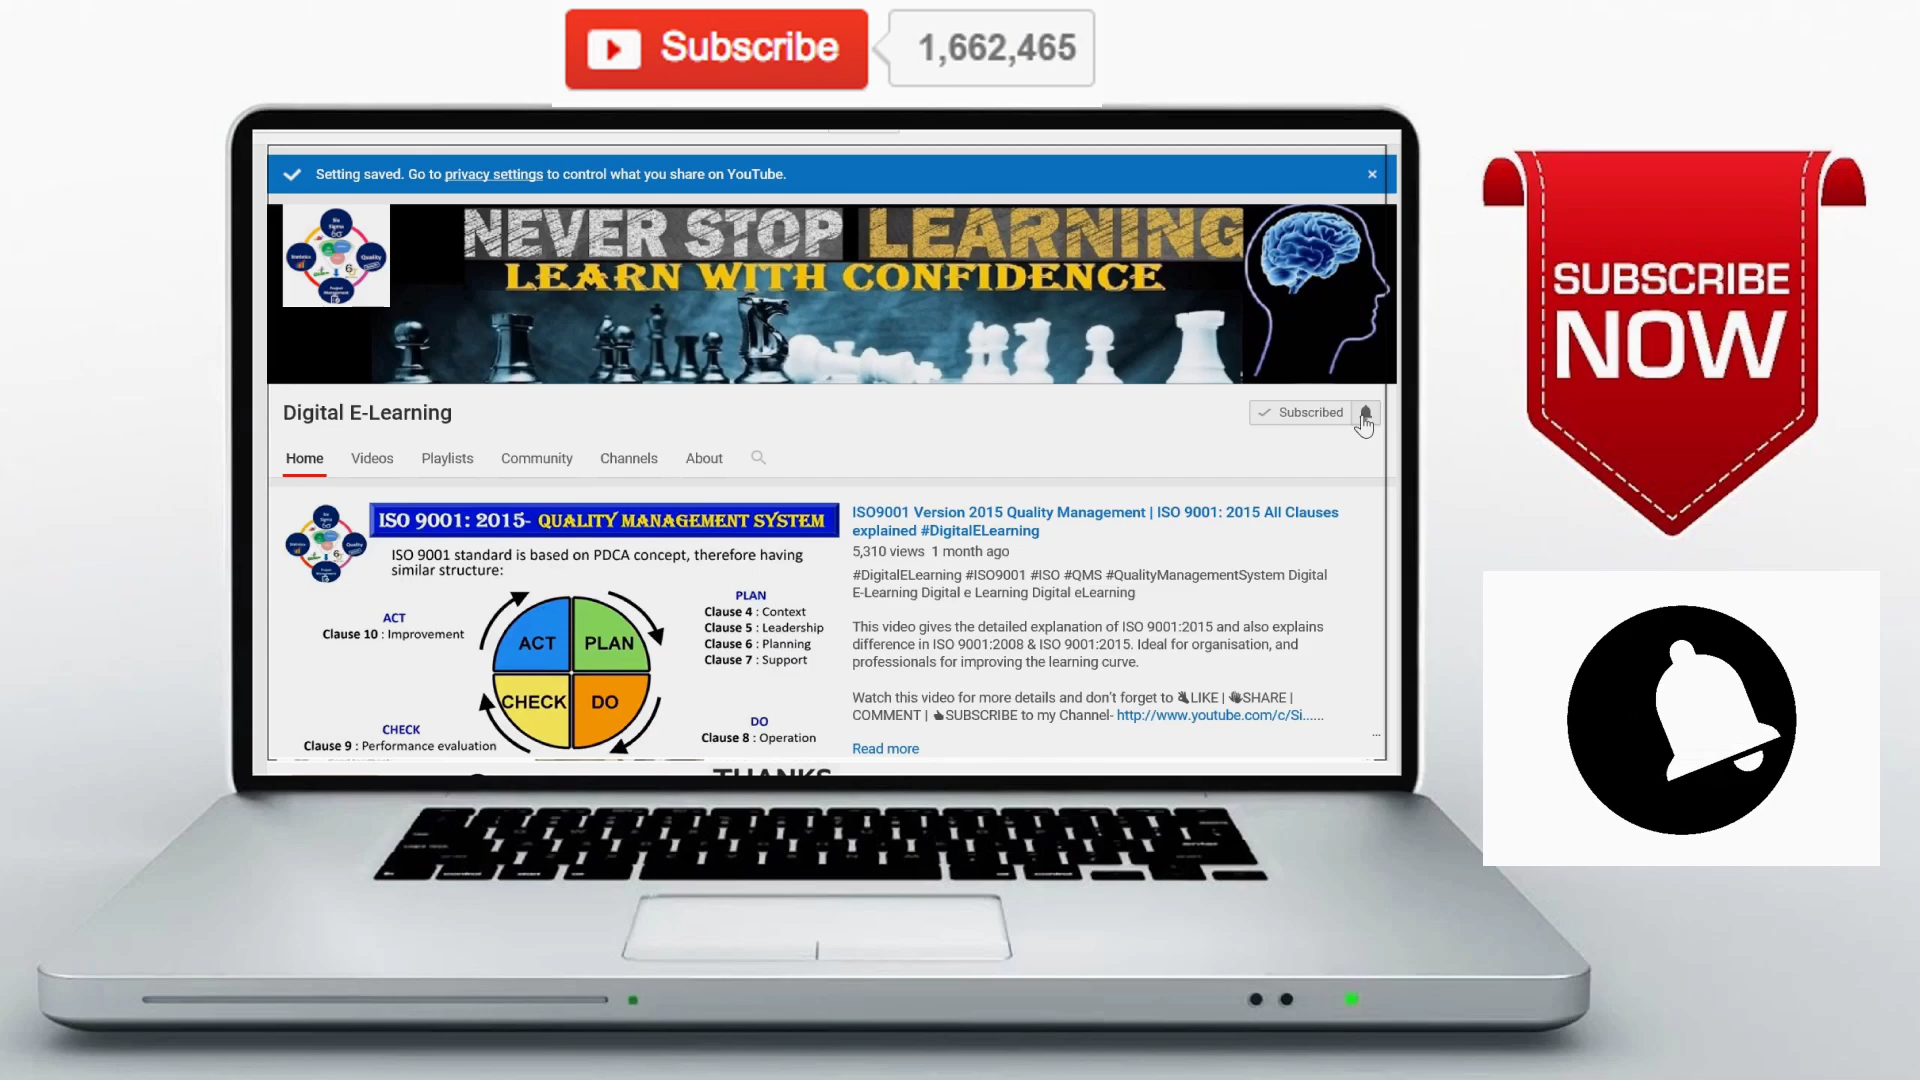 Subscribe
1,662,465
Setting saved. Go to privacy settings to control what you share on YouTube.
NEVER STOP LEARNING
LEARN WITH CONFIDENCE
SUBSCRIBE
NOW
Digital E-Learning
Subscribed
Home Videos Playlists Community Channels About
ISO 9001: 2015- QUALITY MANAGEMENT SYSTEM
ISO 9001 standard is based on PDCA concept, therefore having
similar structure:
ACT
Clause 10 : Improvement
ACT PLAN
CHECK DO
PLAN
Clause 4 : Context
Clause 5 : Leadership
Clause 6 : Planning
Clause 7 : Support
CHECK
Clause 9 : Performance evaluation
DO
Clause 8 : Operation
ISO9001 Version 2015 Quality Management | ISO 9001: 2015 All Clauses
explained #DigitalELearning
5,310 views 1 month ago
#DigitalELearning #ISO9001 #ISO #QMS #QualityManagementSystem Digital
E-Learning Digital e Learning Digital eLearning
This video gives the detailed explanation of ISO 9001:2015 and also explains
difference in ISO 9001:2008 & ISO 9001:2015. Ideal for organisation, and
professionals for improving the learning curve.
Watch this video for more details and don't forget to LIKE | SHARE |
COMMENT | SUBSCRIBE to my Channel- http://www.youtube.com/c/Si......
Read more
THANKS